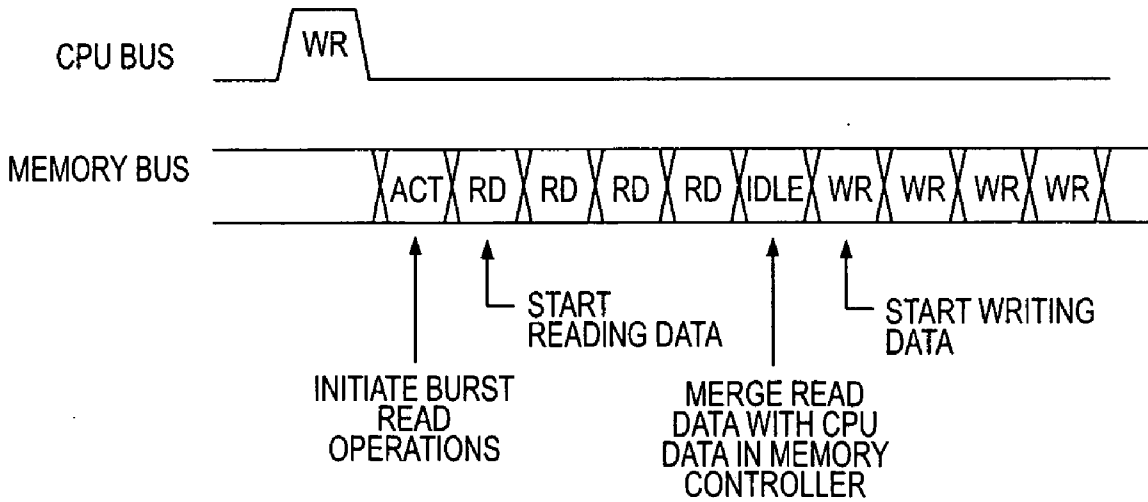 CPU BUS
WR
MEMORY BUS
ACT RD RD RD RD IDLE WR WR WR WR
START
READING DATA
START WRITING
DATA
INITIATE BURST
READ
OPERATIONS
MERGE READ
DATA WITH CPU
DATA IN MEMORY
CONTROLLER